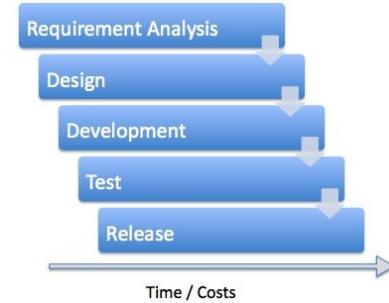 Requirement Analysis
Design
Development
Test
Release
Time / Costs